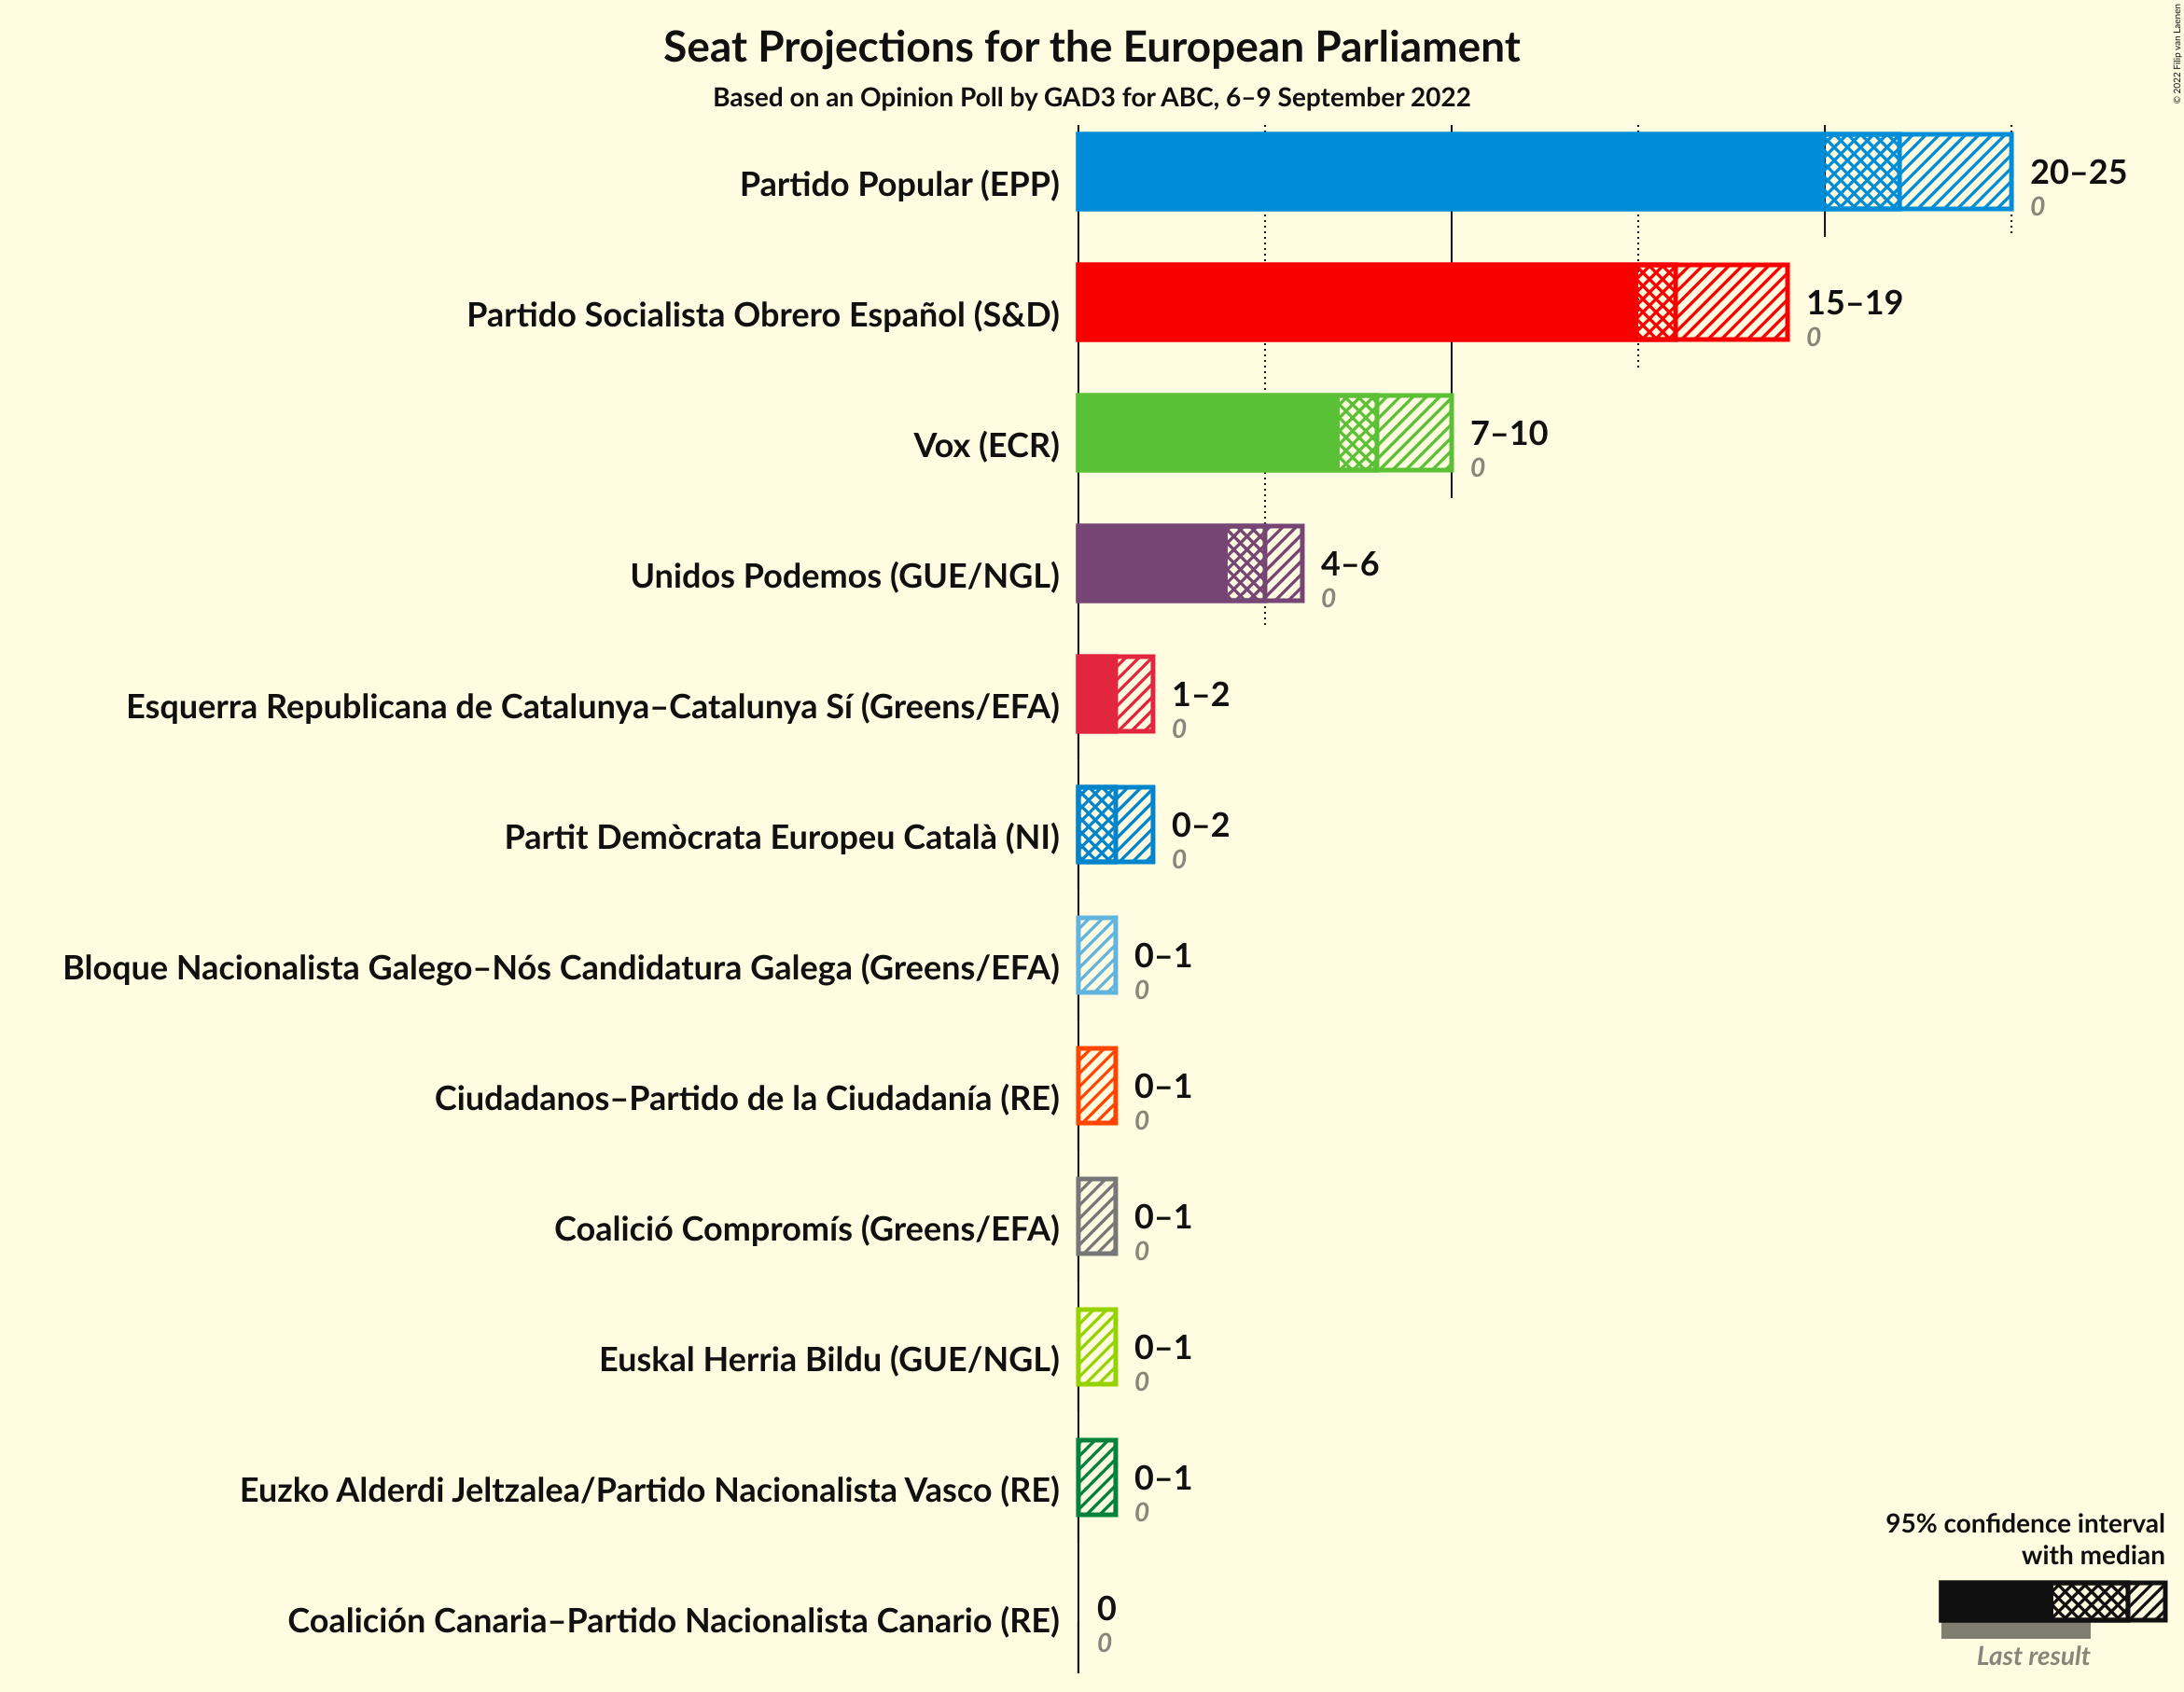 Seat Projections for the European Parliament
Based on an Opinion Poll by GAD3 for ABC, 6–9 September 2022
© 2022 Filip van Laenen
Partido Popular (EPP)
20–25
0
Partido Socialista Obrero Español (S&D)
15–19
0
Vox (ECR)
7–10
0
Unidos Podemos (GUE/NGL)
4–6
0
Esquerra Republicana de Catalunya–Catalunya Sí (Greens/EFA)
1–2
0
Partit Demòcrata Europeu Català (NI)
0–2
0
Bloque Nacionalista Galego–Nós Candidatura Galega (Greens/EFA)
0–1
0
Ciudadanos–Partido de la Ciudadanía (RE)
0–1
0
Coalició Compromís (Greens/EFA)
0–1
0
Euskal Herria Bildu (GUE/NGL)
0–1
0
Euzko Alderdi Jeltzalea/Partido Nacionalista Vasco (RE)
0–1
0
Coalición Canaria–Partido Nacionalista Canario (RE)
0
0
95% confidence interval
with median
Last result